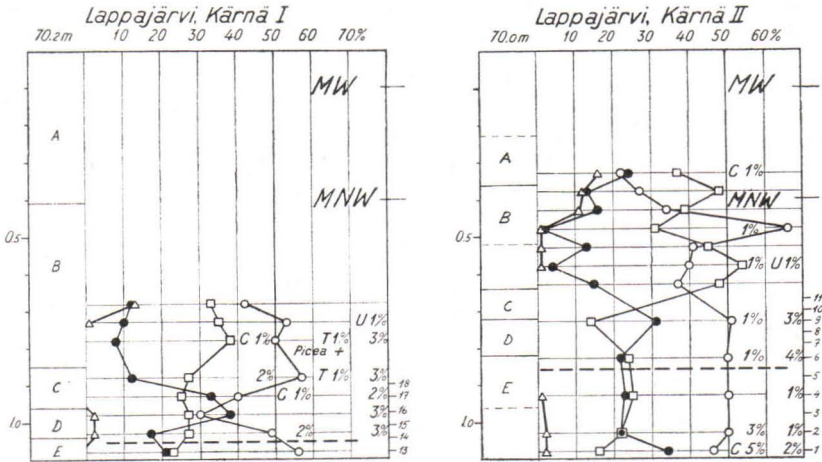 Lappajärvi, Kärnä I
70.2m 10 20 30 40 50 60 70%
MW
A
MNW
0.5
B
U 1%
C 1% T 1% 3%
Picea +
2% T 1% 3%
18
C C 1% 2% 17
3% 16
15
1.0 D 2% 3% 14
E 13
Lappajärvi, Kärnä II
70.0m 10 20 30 40 50 60%
MW
A C 1%
MNW
B 1%
0.5
1% U 1%
11
C 10
1% 3% 9
8
D 7
1% 4% 6
5
E 1% 4
3
1.0 3% 1% 2
C 5% 2% 1